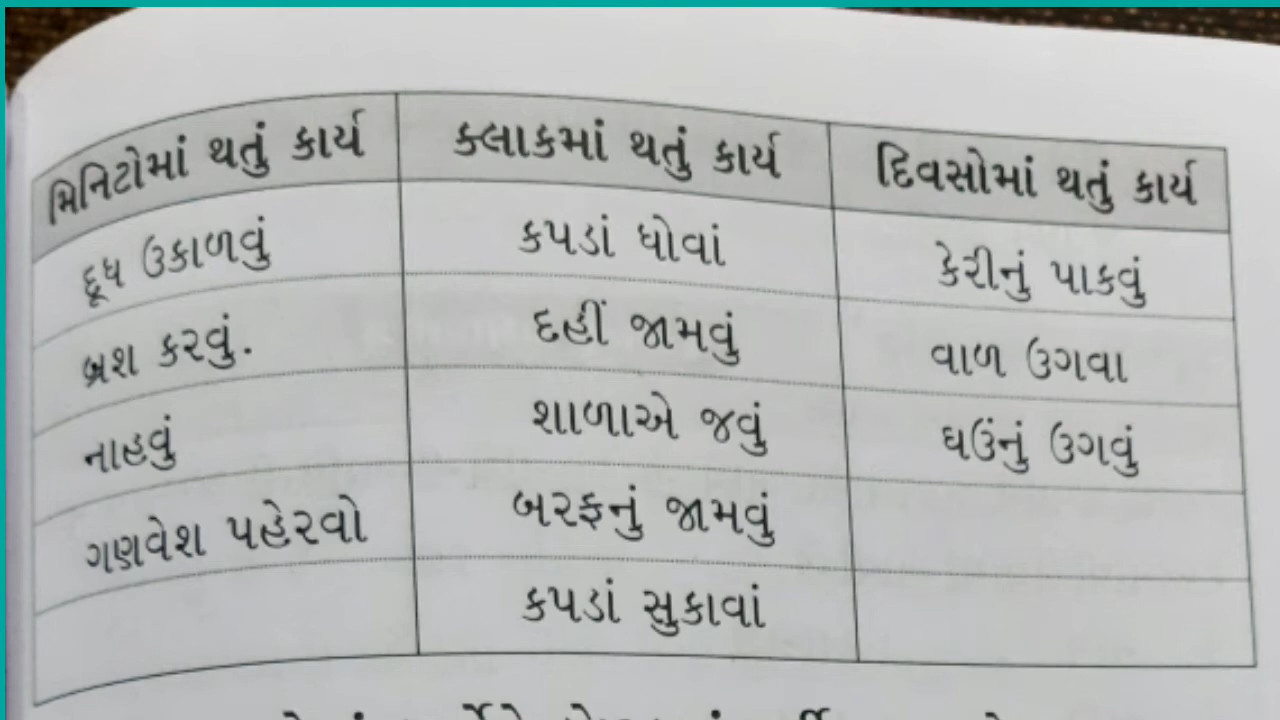 મિનિટોમાં થતું કાર્ય ક્લાકમાં થતું કાર્ય દિવસોમાં થતું કાર્ય
દૂધ ઉકાળવું કપડાં ધોવાં કેરીનું પાકવું
બ્રશ કરવું. દહીં જામવું વાળ ઉગવા
નાહવું શાળાએ જવું ઘઉંનું ઉગવું
ગણવેશ પહેરવો બરફનું જામવું
કપડાં સુકાવાં